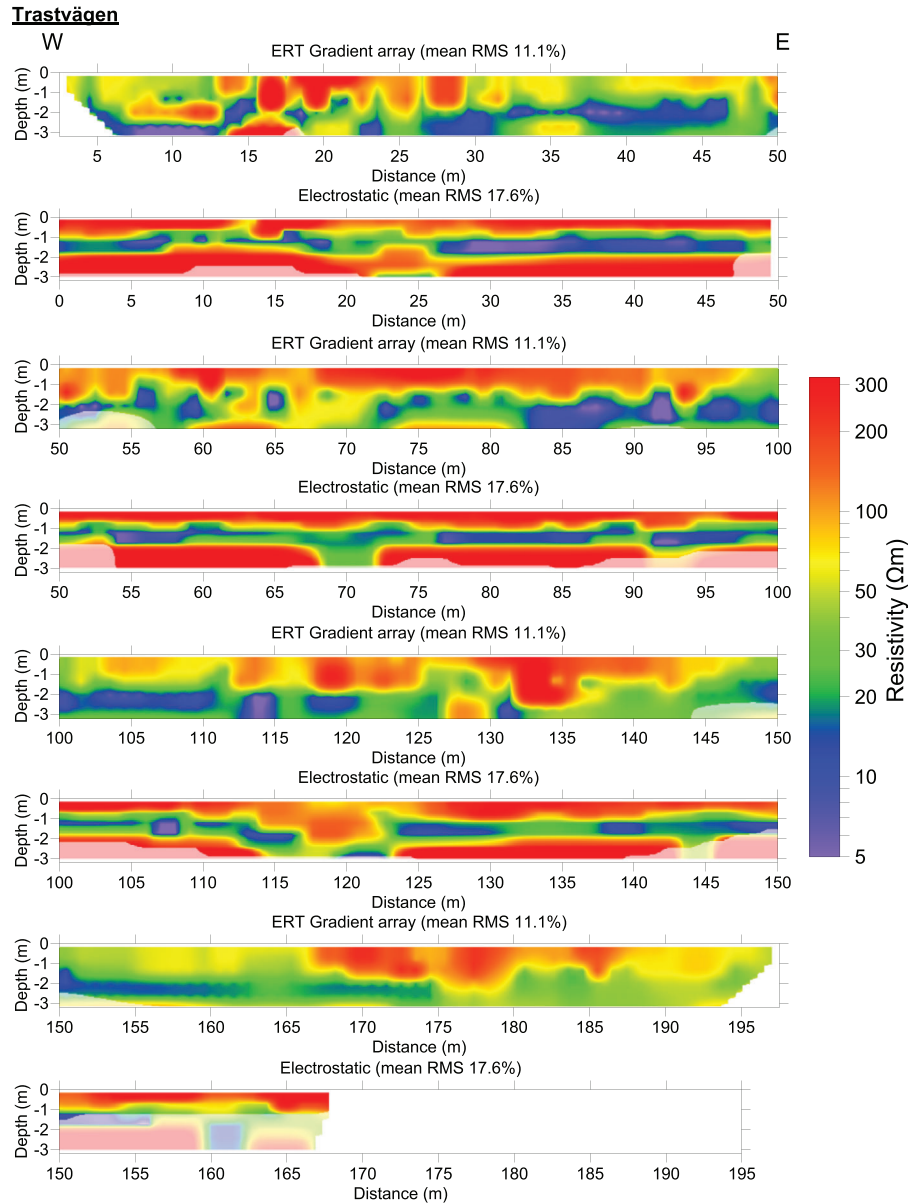 Trastvägen
W E
ERT Gradient array (mean RMS 11.1%)
Depth (m)
0
-1
-2
-3
5 10 15 20 25 30 35 40 45 50
Distance (m)
Electrostatic (mean RMS 17.6%)
Depth (m)
0
-1
-2
-3
0 5 10 15 20 25 30 35 40 45 50
Distance (m)
ERT Gradient array (mean RMS 11.1%)
Depth (m)
0
-1
-2
-3
50 55 60 65 70 75 80 85 90 95 100
Distance (m)
Electrostatic (mean RMS 17.6%)
Depth (m)
0
-1
-2
-3
50 55 60 65 70 75 80 85 90 95 100
Distance (m)
ERT Gradient array (mean RMS 11.1%)
Depth (m)
0
-1
-2
-3
100 105 110 115 120 125 130 135 140 145 150
Distance (m)
Electrostatic (mean RMS 17.6%)
Depth (m)
0
-1
-2
-3
100 105 110 115 120 125 130 135 140 145 150
Distance (m)
ERT Gradient array (mean RMS 11.1%)
Depth (m)
0
-1
-2
-3
150 155 160 165 170 175 180 185 190 195
Distance (m)
Electrostatic (mean RMS 17.6%)
Depth (m)
0
-1
-2
-3
150 155 160 165 170 175 180 185 190 195
Distance (m)
300
200
100
50
30
20
10
5
Resistivity (Ωm)